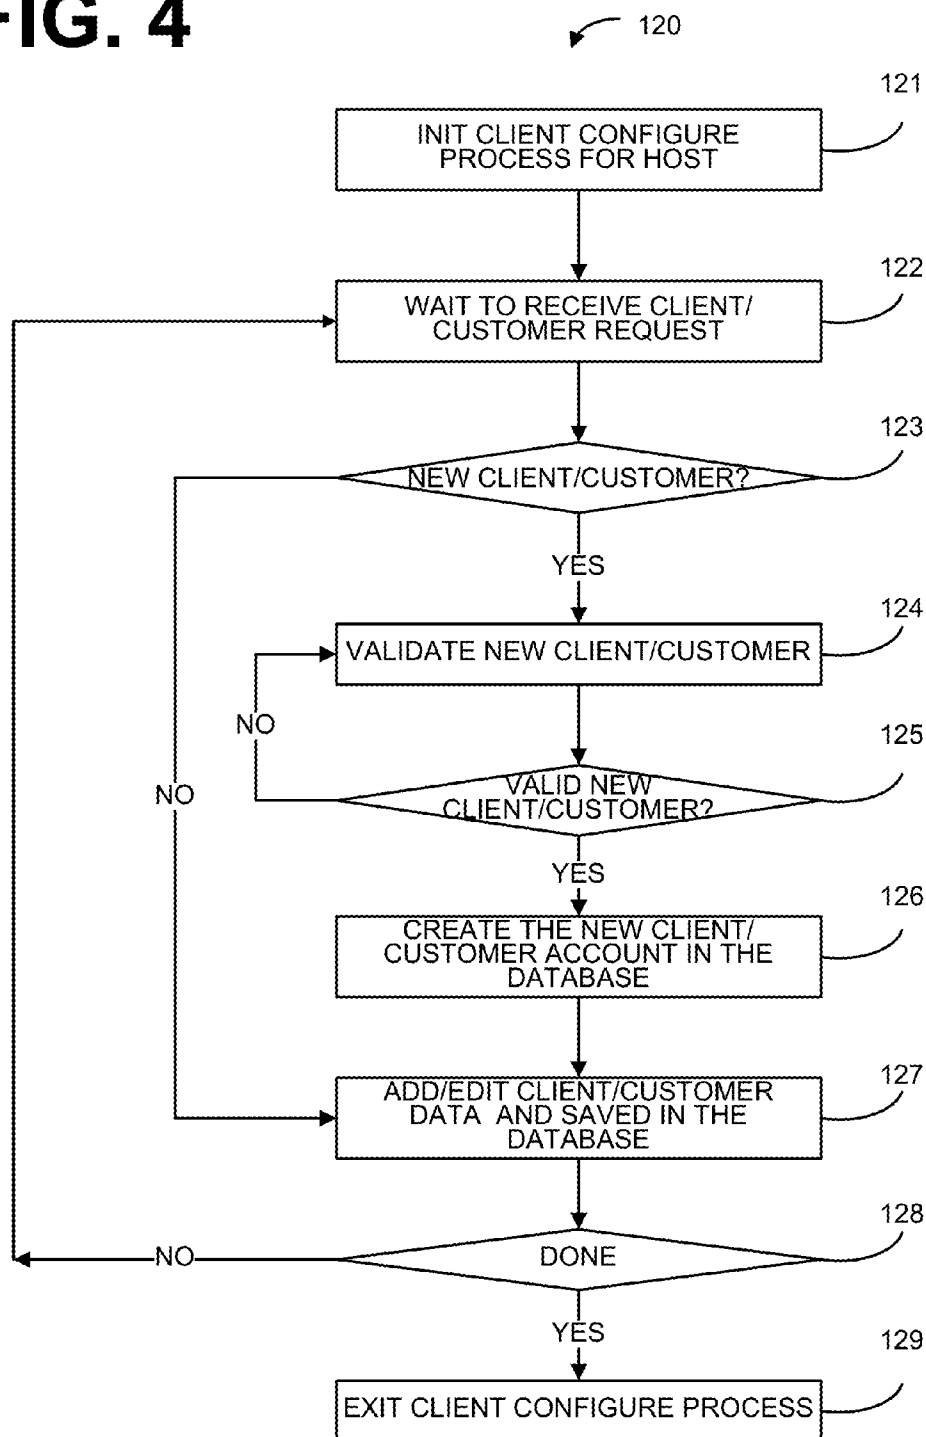 FIG. 4
120
121
INIT CLIENT CONFIGURE
PROCESS FOR HOST
122
WAIT TO RECEIVE CLIENT/
CUSTOMER REQUEST
123
NEW CLIENT/CUSTOMER?
YES
124
VALIDATE NEW CLIENT/CUSTOMER
NO
125
VALID NEW
CLIENT/CUSTOMER?
NO
YES
126
CREATE THE NEW CLIENT/
CUSTOMER ACCOUNT IN THE
DATABASE
127
ADD/EDIT CLIENT/CUSTOMER
DATA AND SAVED IN THE
DATABASE
128
DONE
NO
YES
129
EXIT CLIENT CONFIGURE PROCESS